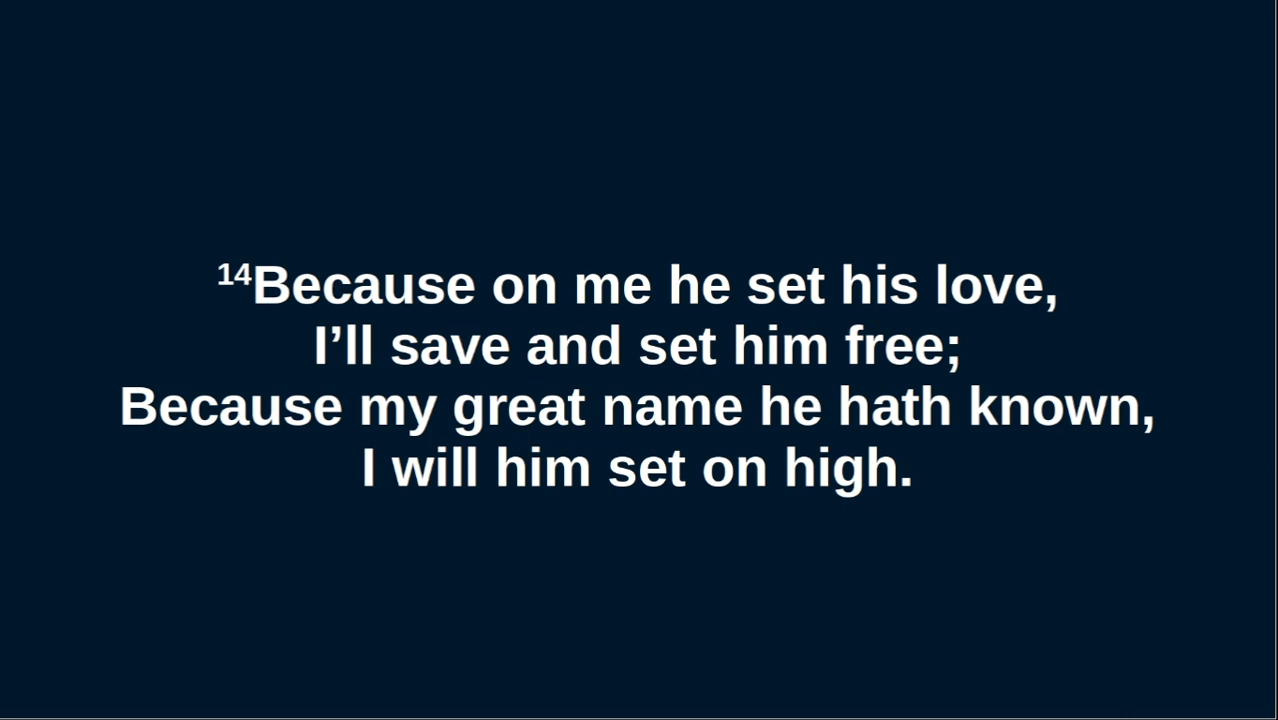 14Because on me he set his love,
I’ll save and set him free;
Because my great name he hath known,
I will him set on high.